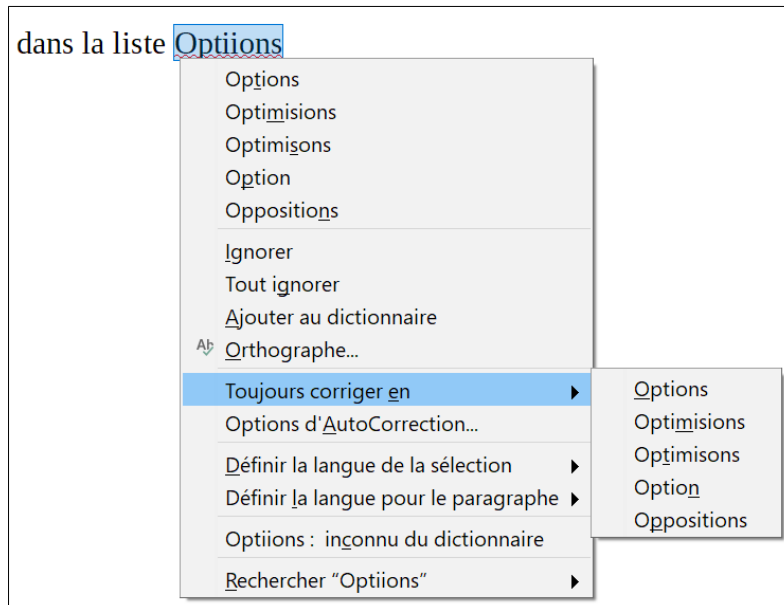 dans la liste Optiions
Options
Optimisions
Optimisons
Option
Oppositions
Ignorer
Tout ignorer
Ajouter au dictionnaire
Orthographe...
Toujours corriger en
Options d'AutoCorrection...
Définir la langue de la sélection
Définir la langue pour le paragraphe
Optiions : inconnu du dictionnaire
Rechercher “Optiions”
Options
Optimisions
Optimisons
Option
Oppositions